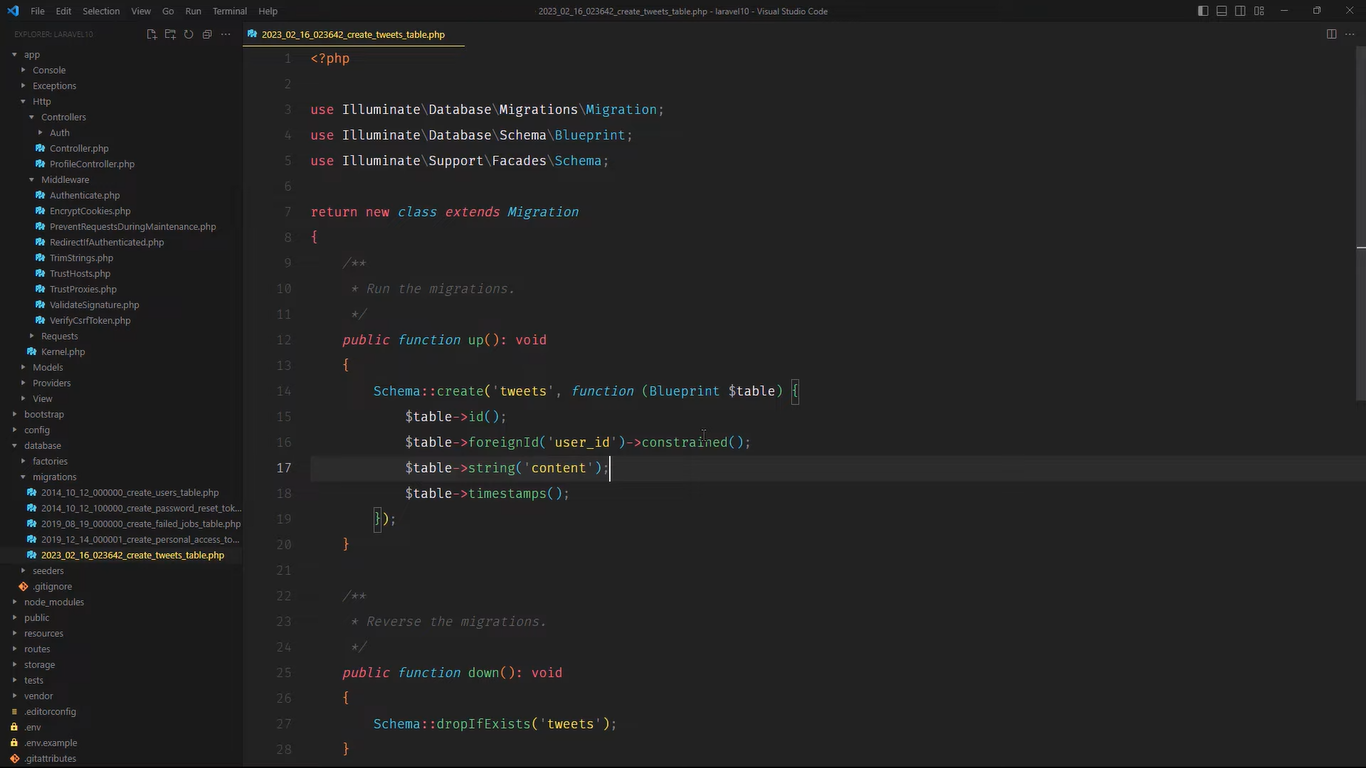 File Edit Selection View Go Run Terminal Help
2023_02_16_023642_create_tweets_table.php - laravel10 - Visual Studio Code
EXPLORER: LARAVEL10
app
Console
Exceptions
Http
Controllers
Auth
Controller.php
ProfileController.php
Middleware
Authenticate.php
EncryptCookies.php
PreventRequestsDuringMaintenance.php
RedirectIfAuthenticated.php
TrimStrings.php
TrustHosts.php
TrustProxies.php
ValidateSignature.php
VerifyCsrfToken.php
Requests
Kernel.php
Models
Providers
View
bootstrap
config
database
factories
migrations
2014_10_12_000000_create_users_table.php
2014_10_12_100000_create_password_reset_tok...
2019_08_19_000000_create_failed_jobs_table.php
2019_12_14_000001_create_personal_access_to...
2023_02_16_023642_create_tweets_table.php
seeders
.gitignore
node_modules
public
resources
routes
storage
tests
vendor
.editorconfig
.env
.env.example
.gitattributes
2023_02_16_023642_create_tweets_table.php
1 <?php
2
3 use Illuminate\Database\Migrations\Migration;
4 use Illuminate\Database\Schema\Blueprint;
5 use Illuminate\Support\Facades\Schema;
6
7 return new class extends Migration
8 {
9 /**
10 * Run the migrations.
11 */
12 public function up(): void
13 {
14 Schema::create('tweets', function (Blueprint $table) {
15 $table->id();
16 $table->foreignId('user_id')->constrained();
17 $table->string('content');
18 $table->timestamps();
19 });
20 }
21
22 /**
23 * Reverse the migrations.
24 */
25 public function down(): void
26 {
27 Schema::dropIfExists('tweets');
28 }